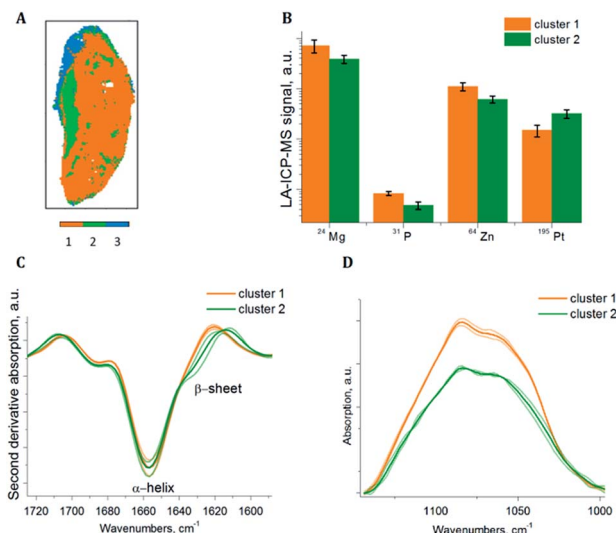 A
1 2 3
B
cluster 1
cluster 2
LA-ICP-MS signal, a.u.
24 Mg 31 P 64 Zn 195 Pt
C
cluster 1
cluster 2
Second derivative absorption, a.u.
β-sheet
α-helix
1720 1700 1680 1660 1640 1620 1600
Wavenumbers, cm-1
D
cluster 1
cluster 2
Absorption, a.u.
1100 1050 1000
Wavenumbers, cm-1